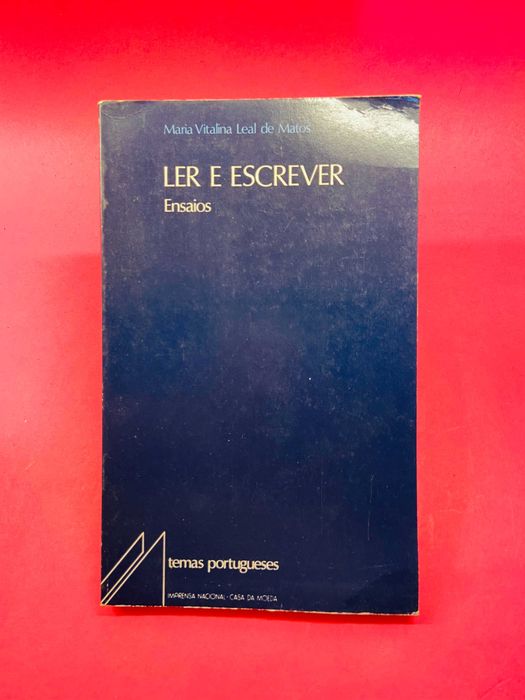 Maria Vitalina Leal de Matos
LER E ESCREVER
Ensaios
temas portugueses
IMPRENSA NACIONAL - CASA DA MOEDA